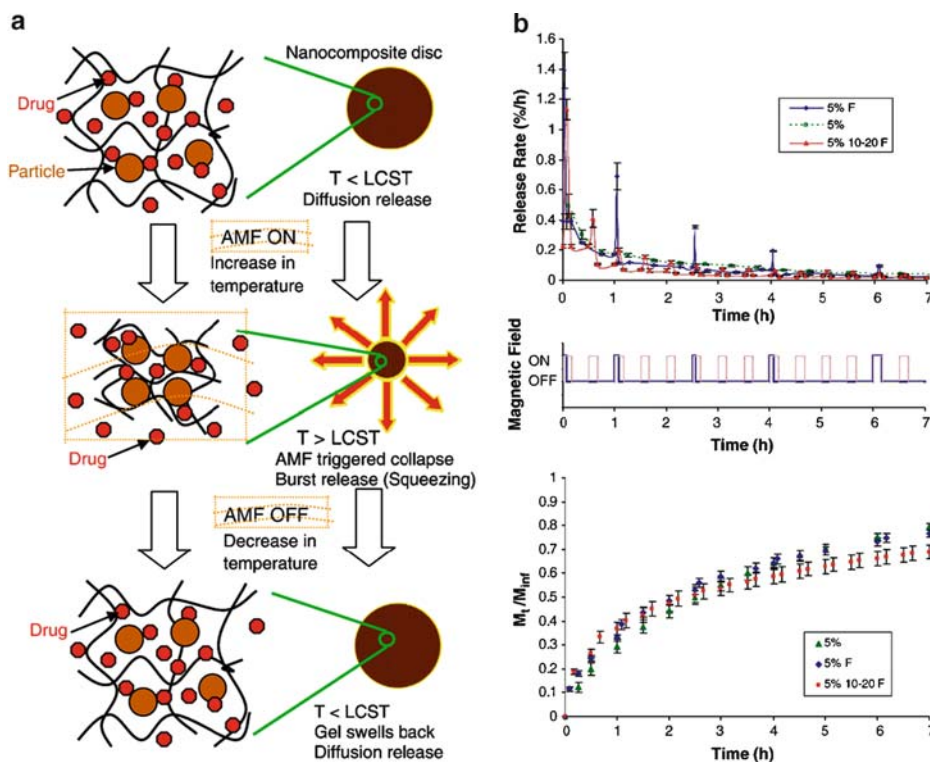 a
Nanocomposite disc
Drug
Particle
T < LCST
Diffusion release
AMF ON
Increase in
temperature
T > LCST
AMF triggered collapse
Burst release (Squeezing)
Drug
AMF OFF
Decrease in
temperature
Drug
T < LCST
Gel swells back
Diffusion release
b
Release Rate (%/h)
1.6
1.4
1.2
1.0
0.8
0.6
0.4
0.2
0
5% F
5%
5% 10-20 F
0 1 2 3 4 5 6 7
Time (h)
Magnetic Field
ON
OFF
0 1 2 3 4 5 6 7
Time (h)
Mt/Minf
1
0.9
0.8
0.7
0.6
0.5
0.4
0.3
0.2
0.1
0
5%
5% F
5% 10-20 F
0 1 2 3 4 5 6 7
Time (h)